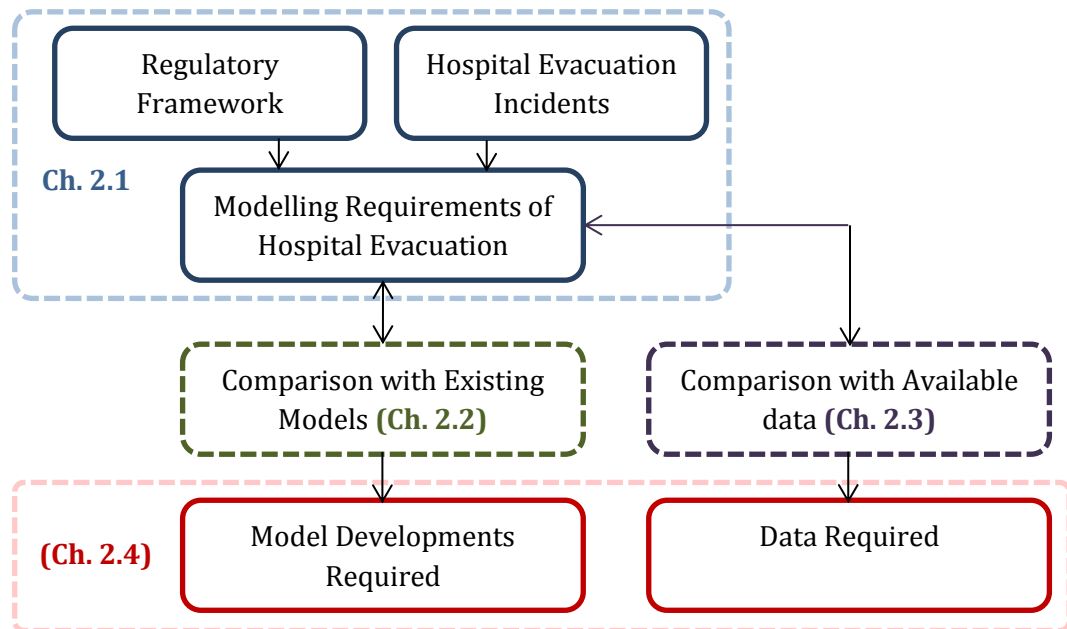 Regulatory
Framework
Hospital Evacuation
Incidents
Ch. 2.1
Modelling Requirements of
Hospital Evacuation
Comparison with Existing
Models (Ch. 2.2)
Comparison with Available
data (Ch. 2.3)
(Ch. 2.4)
Model Developments
Required
Data Required